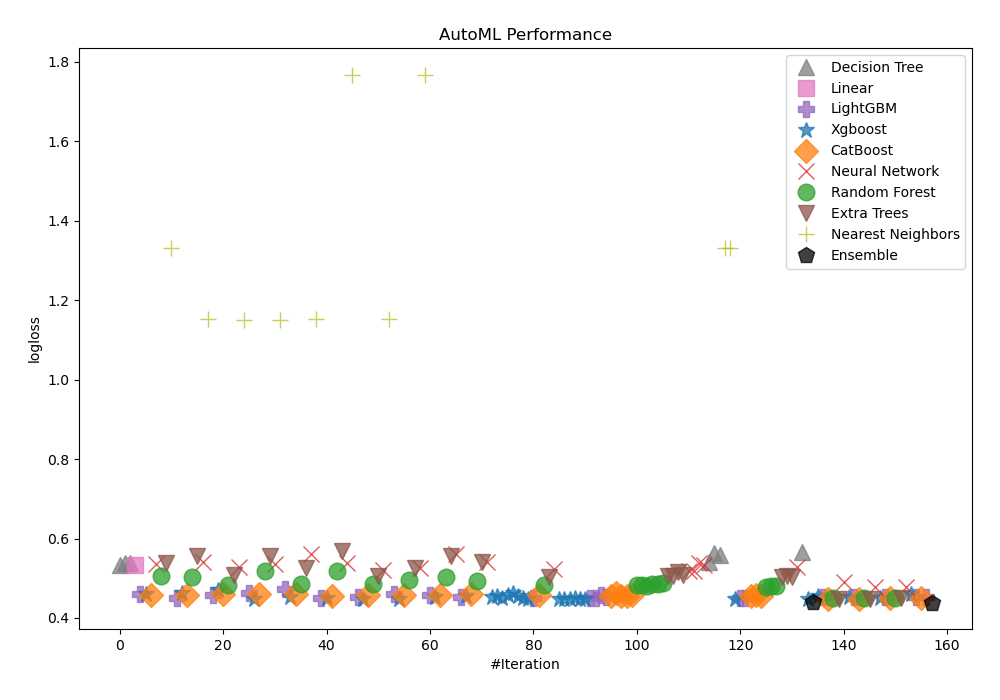 AutoML Performance
logloss
1.8
1.6
1.4
1.2
1.0
0.8
0.6
0.4
0
20
40
60
80
100
120
140
160
#Iteration
Decision Tree
Linear
LightGBM
Xgboost
CatBoost
Neural Network
Random Forest
Extra Trees
Nearest Neighbors
Ensemble